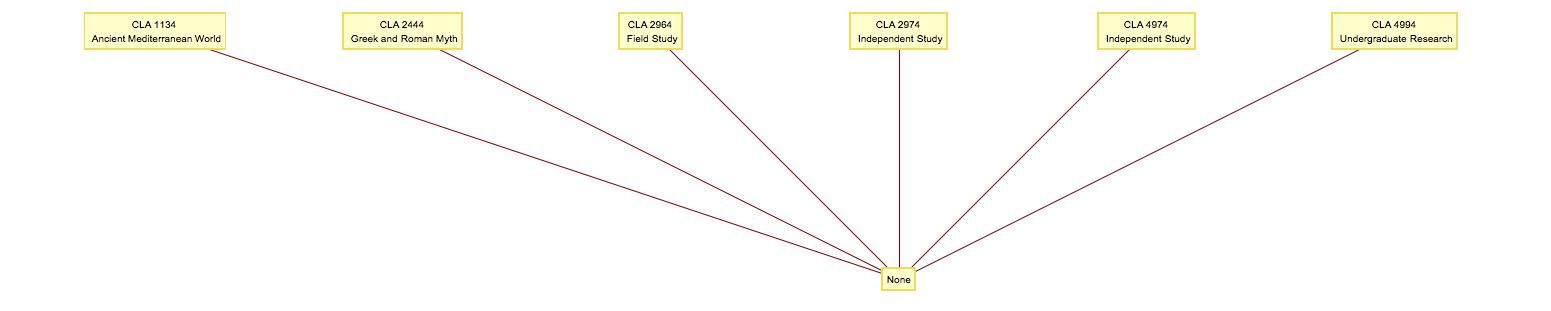 CLA 1134
Ancient Mediterranean World
CLA 2444
Greek and Roman Myth
CLA 2964
Field Study
CLA 2974
Independent Study
CLA 4974
Independent Study
CLA 4994
Undergraduate Research
None